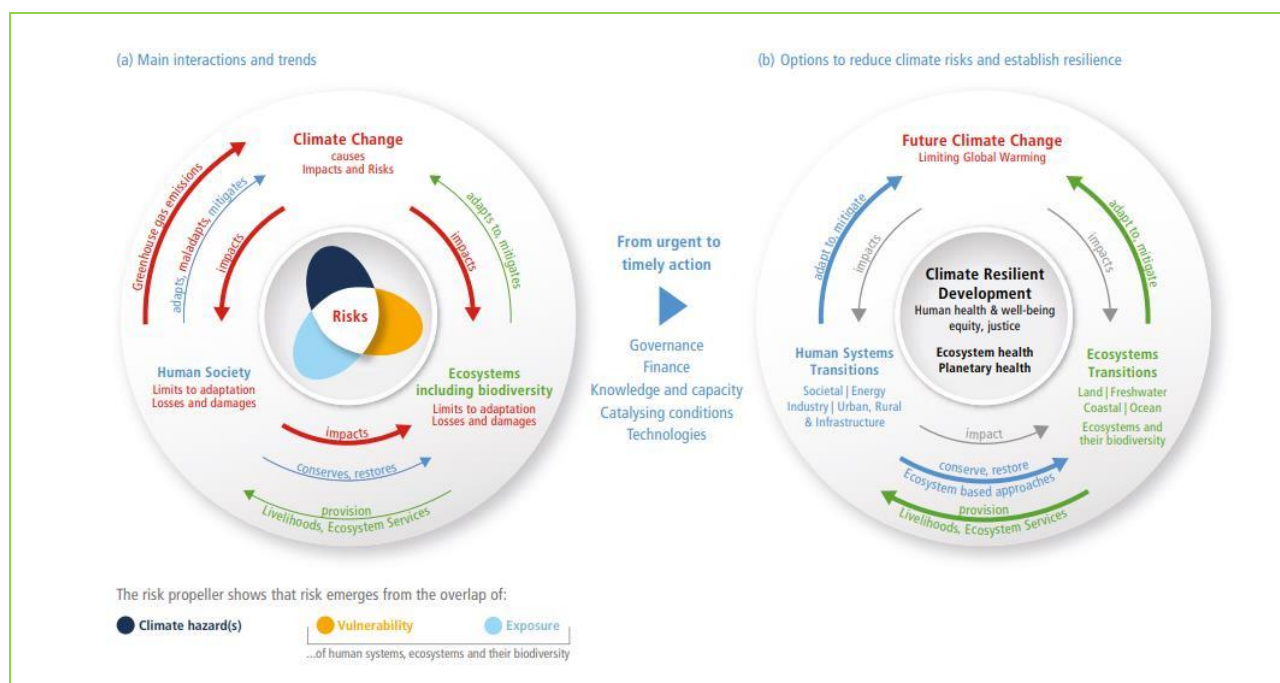 (a) Main interactions and trends
Climate Change
causes
Impacts and Risks
Greenhouse gas emissions
adapts, maladapts, mitigates
impacts
impacts
adapts to, mitigates
Risks
Human Society
Limits to adaptation
Losses and damages
Ecosystems
including biodiversity
Limits to adaptation
Losses and damages
impacts
conserves, restores
provision
Livelihoods, Ecosystem Services
From urgent to
timely action
Governance
Finance
Knowledge and capacity
Catalysing conditions
Technologies
(b) Options to reduce climate risks and establish resilience
Future Climate Change
Limiting Global Warming
adapt to, mitigate
impacts
impacts
adapt to, mitigate
Climate Resilient
Development
Human health & well-being
equity, justice
Ecosystem health
Planetary health
Human Systems
Transitions
Societal | Energy
Industry | Urban, Rural
& Infrastructure
Ecosystems
Transitions
Land | Freshwater
Coastal | Ocean
Ecosystems and
their biodiversity
impact
conserve, restore
Ecosystem based approaches
provision
Livelihoods, Ecosystem Services
The risk propeller shows that risk emerges from the overlap of:
Climate hazard(s)
Vulnerability
Exposure
...of human systems, ecosystems and their biodiversity